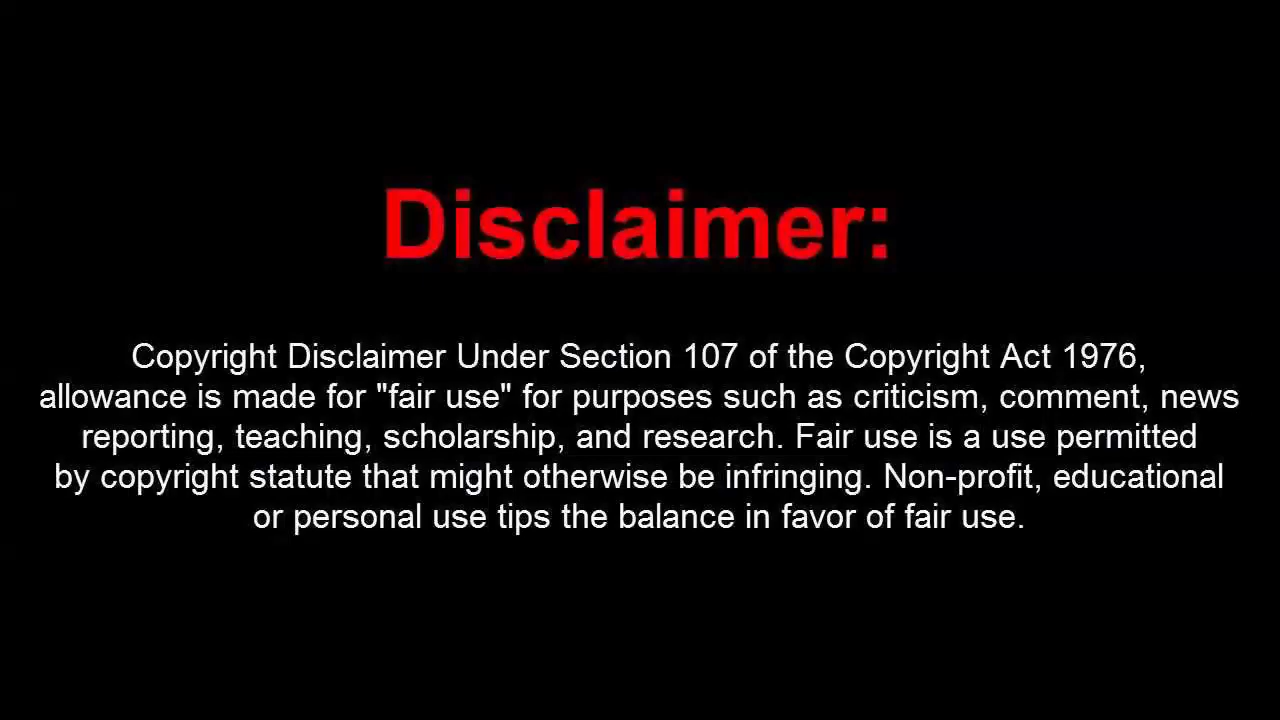 Disclaimer:
Copyright Disclaimer Under Section 107 of the Copyright Act 1976,
allowance is made for "fair use" for purposes such as criticism, comment, news
reporting, teaching, scholarship, and research. Fair use is a use permitted
by copyright statute that might otherwise be infringing. Non-profit, educational
or personal use tips the balance in favor of fair use.